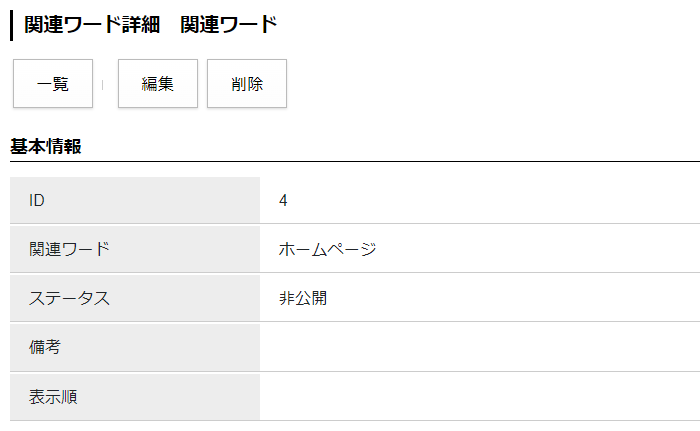 関連ワード詳細　関連ワード
一覧 | 編集 削除
基本情報
ID 4
関連ワード ホームページ
ステータス 非公開
備考
表示順